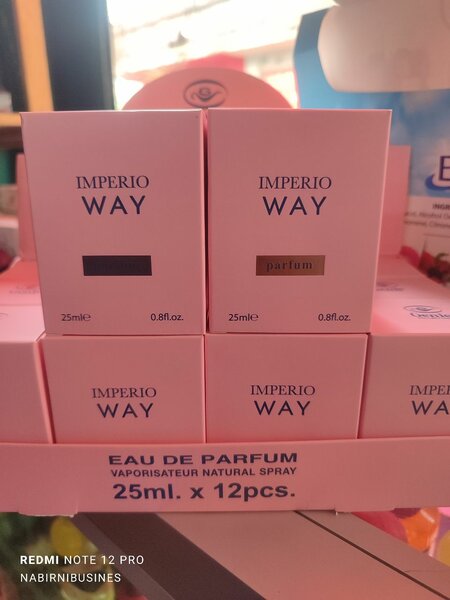 IMPERIO
WAY
25ml℮ 0.8fl.oz.
IMPERIO
WAY
parfum
25ml℮ 0.8fl.oz.
IMPERIO
WAY
IMPERIO
WAY
EAU DE PARFUM
VAPORISATEUR NATURAL SPRAY
25ml. x 12pcs.
REDMI NOTE 12 PRO
NABIRNIBUSINES